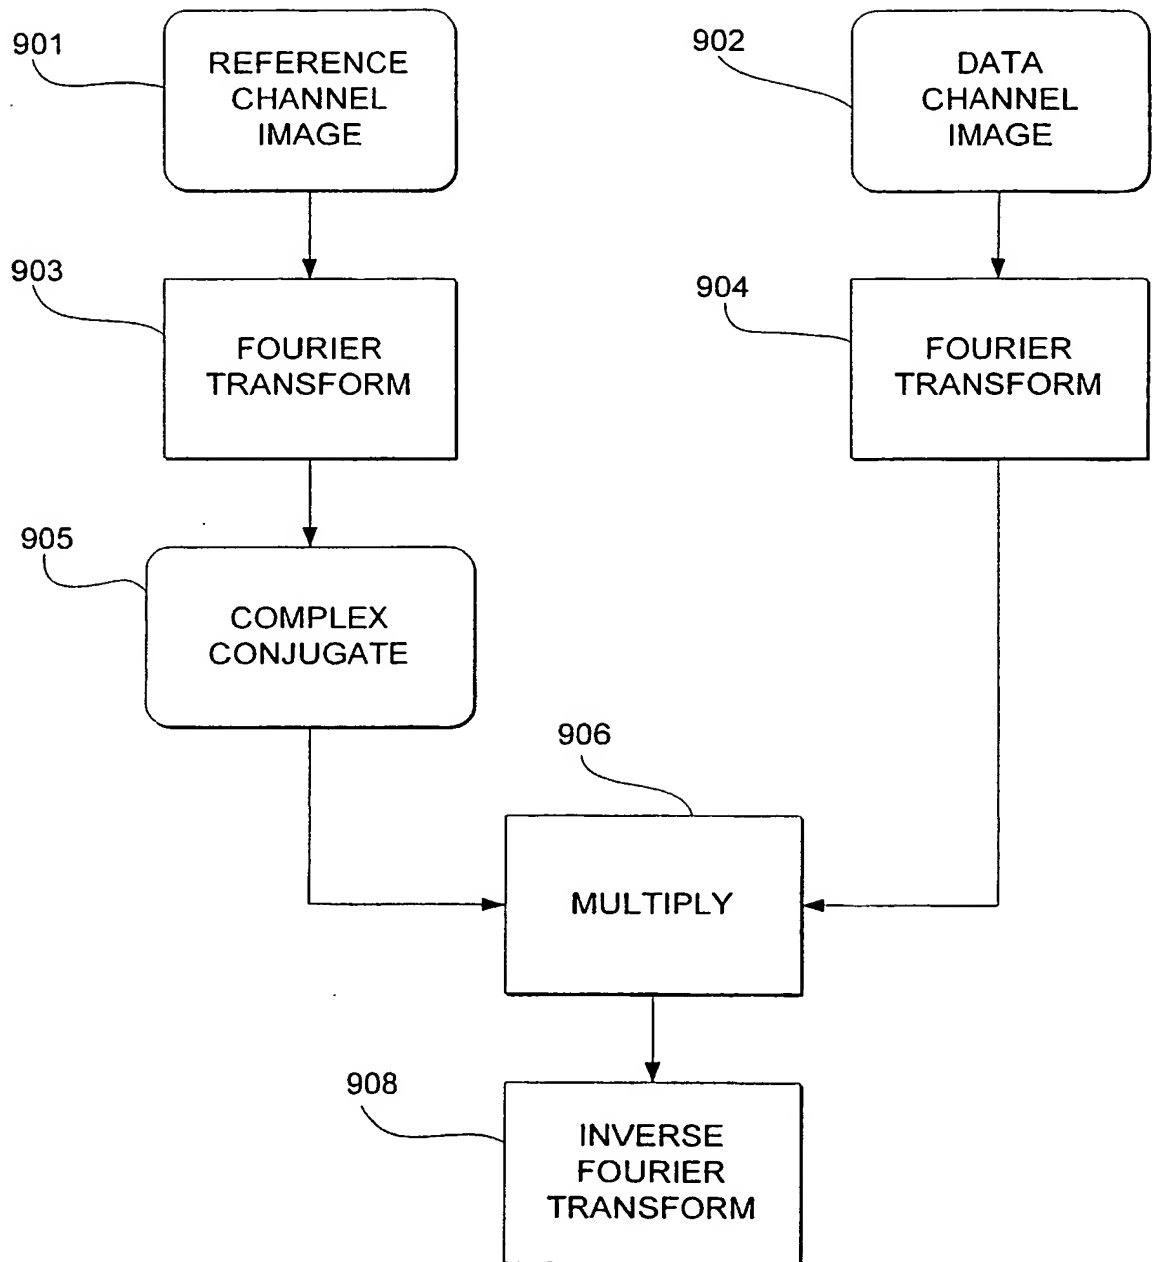 901
REFERENCE
CHANNEL
IMAGE
902
DATA
CHANNEL
IMAGE
903
FOURIER
TRANSFORM
904
FOURIER
TRANSFORM
905
COMPLEX
CONJUGATE
906
MULTIPLY
908
INVERSE
FOURIER
TRANSFORM